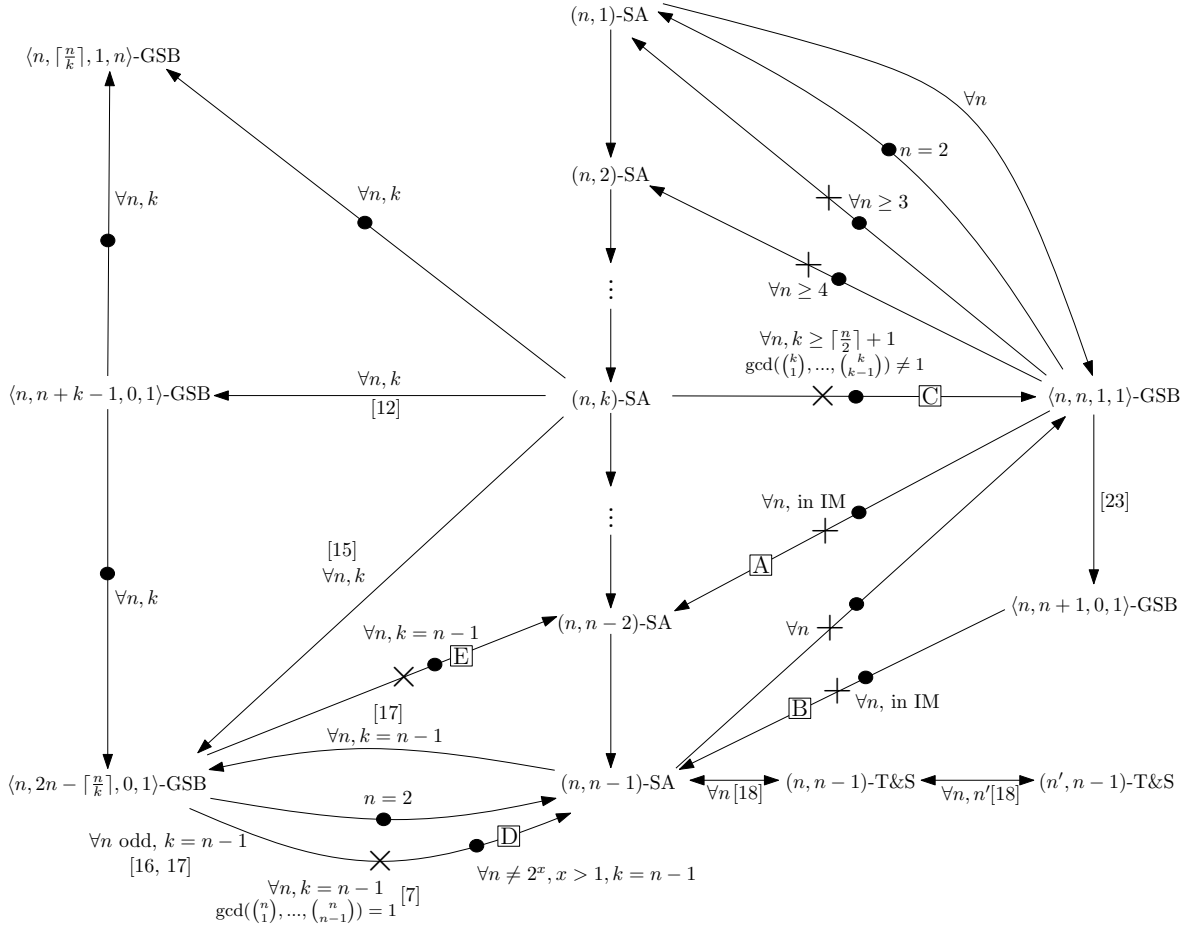 (n, 1)-SA
⟨n, ⌈n/k⌉, 1, n⟩-GSB
∀n
n = 2
(n, 2)-SA
∀n, k
∀n, k
∀n ≥ 3
∀n ≥ 4
⋮
∀n, k ≥ ⌈n/2⌉ + 1
gcd((k choose 1), ..., (k choose k−1)) ≠ 1
∀n, k
⟨n, n + k − 1, 0, 1⟩-GSB
[12]
(n, k)-SA
C
⟨n, n, 1, 1⟩-GSB
∀n, in IM
[23]
⋮
[15]
∀n, k
A
∀n, k
⟨n, n + 1, 0, 1⟩-GSB
(n, n − 2)-SA
∀n
∀n, k = n − 1
E
∀n, in IM
B
[17]
∀n, k = n − 1
⟨n, 2n − ⌈n/k⌉, 0, 1⟩-GSB
(n, n − 1)-SA
∀n [18]
(n, n − 1)-T&S
∀n, n′[18]
(n′, n − 1)-T&S
n = 2
∀n odd, k = n − 1
[16, 17]
D
∀n ≠ 2^x, x > 1, k = n − 1
∀n, k = n − 1
[7]
gcd((n choose 1), ..., (n choose n−1)) = 1